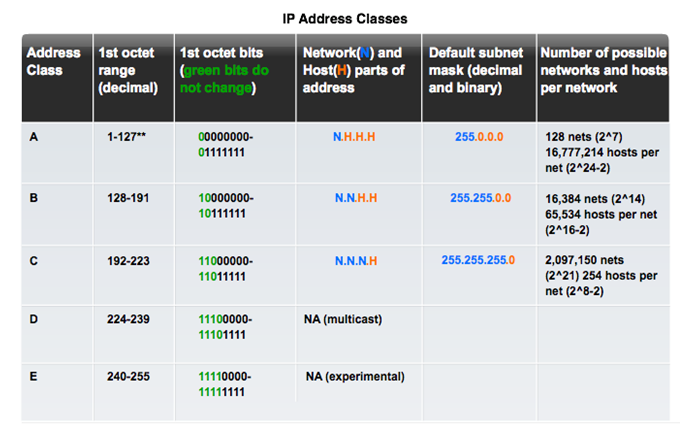 IP Address Classes
Address Class
1st octet range (decimal)
1st octet bits (green bits do not change)
Network(N) and Host(H) parts of address
Default subnet mask (decimal and binary)
Number of possible networks and hosts per network
A
1-127**
00000000-
01111111
N.H.H.H
255.0.0.0
128 nets (2^7)
16,777,214 hosts per
net (2^24-2)
B
128-191
10000000-
10111111
N.N.H.H
255.255.0.0
16,384 nets (2^14)
65,534 hosts per net
(2^16-2)
C
192-223
11000000-
11011111
N.N.N.H
255.255.255.0
2,097,150 nets
(2^21) 254 hosts per
net (2^8-2)
D
224-239
11100000-
11101111
NA (multicast)
E
240-255
11110000-
11111111
NA (experimental)